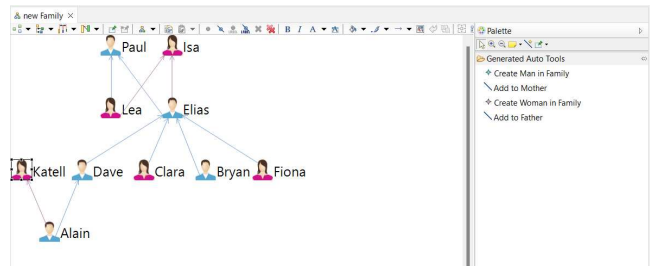 new Family
Palette
B I A
Generated Auto Tools
Create Man in Family
Add to Mother
Create Woman in Family
Add to Father
Paul Isa
Lea Elias
Katell Dave Clara Bryan Fiona
Alain